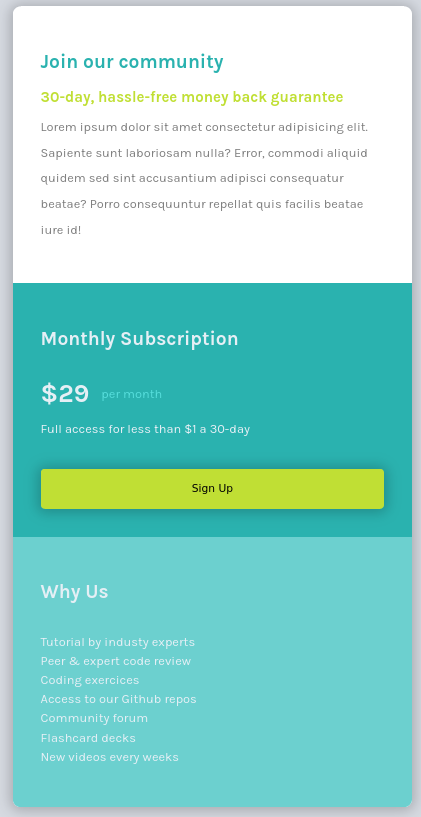 Join our community
30-day, hassle-free money back guarantee
Lorem ipsum dolor sit amet consectetur adipisicing elit.
Sapiente sunt laboriosam nulla? Error, commodi aliquid
quidem sed sint accusantium adipisci consequatur
beatae? Porro consequuntur repellat quis facilis beatae
iure id!
Monthly Subscription
$29 per month
Full access for less than $1 a 30-day
Sign Up
Why Us
Tutorial by industy experts
Peer & expert code review
Coding exercices
Access to our Github repos
Community forum
Flashcard decks
New videos every weeks